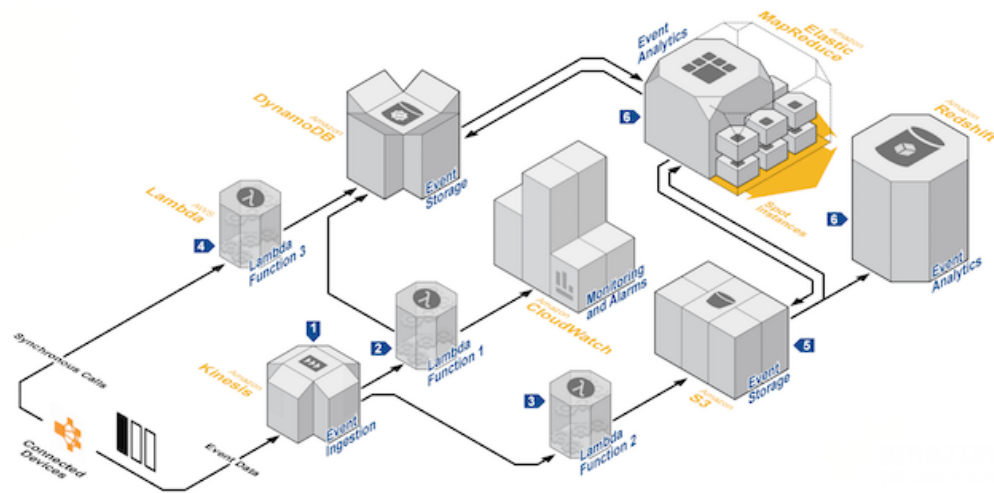 Amazon
Elastic
MapReduce
Event
Analytics
6
Spot
Instances
Amazon
Redshift
6
Event
Analytics
Amazon
DynamoDB
Event
Storage
AWS
Lambda
4
Lambda
Function 3
Monitoring
and Alarms
Amazon
CloudWatch
2
Lambda
Function 1
1
Amazon
Kinesis
Event
Ingestion
3
Lambda
Function 2
5
Event
Storage
Amazon
S3
Synchronous Calls
Connected
Devices
Event Data